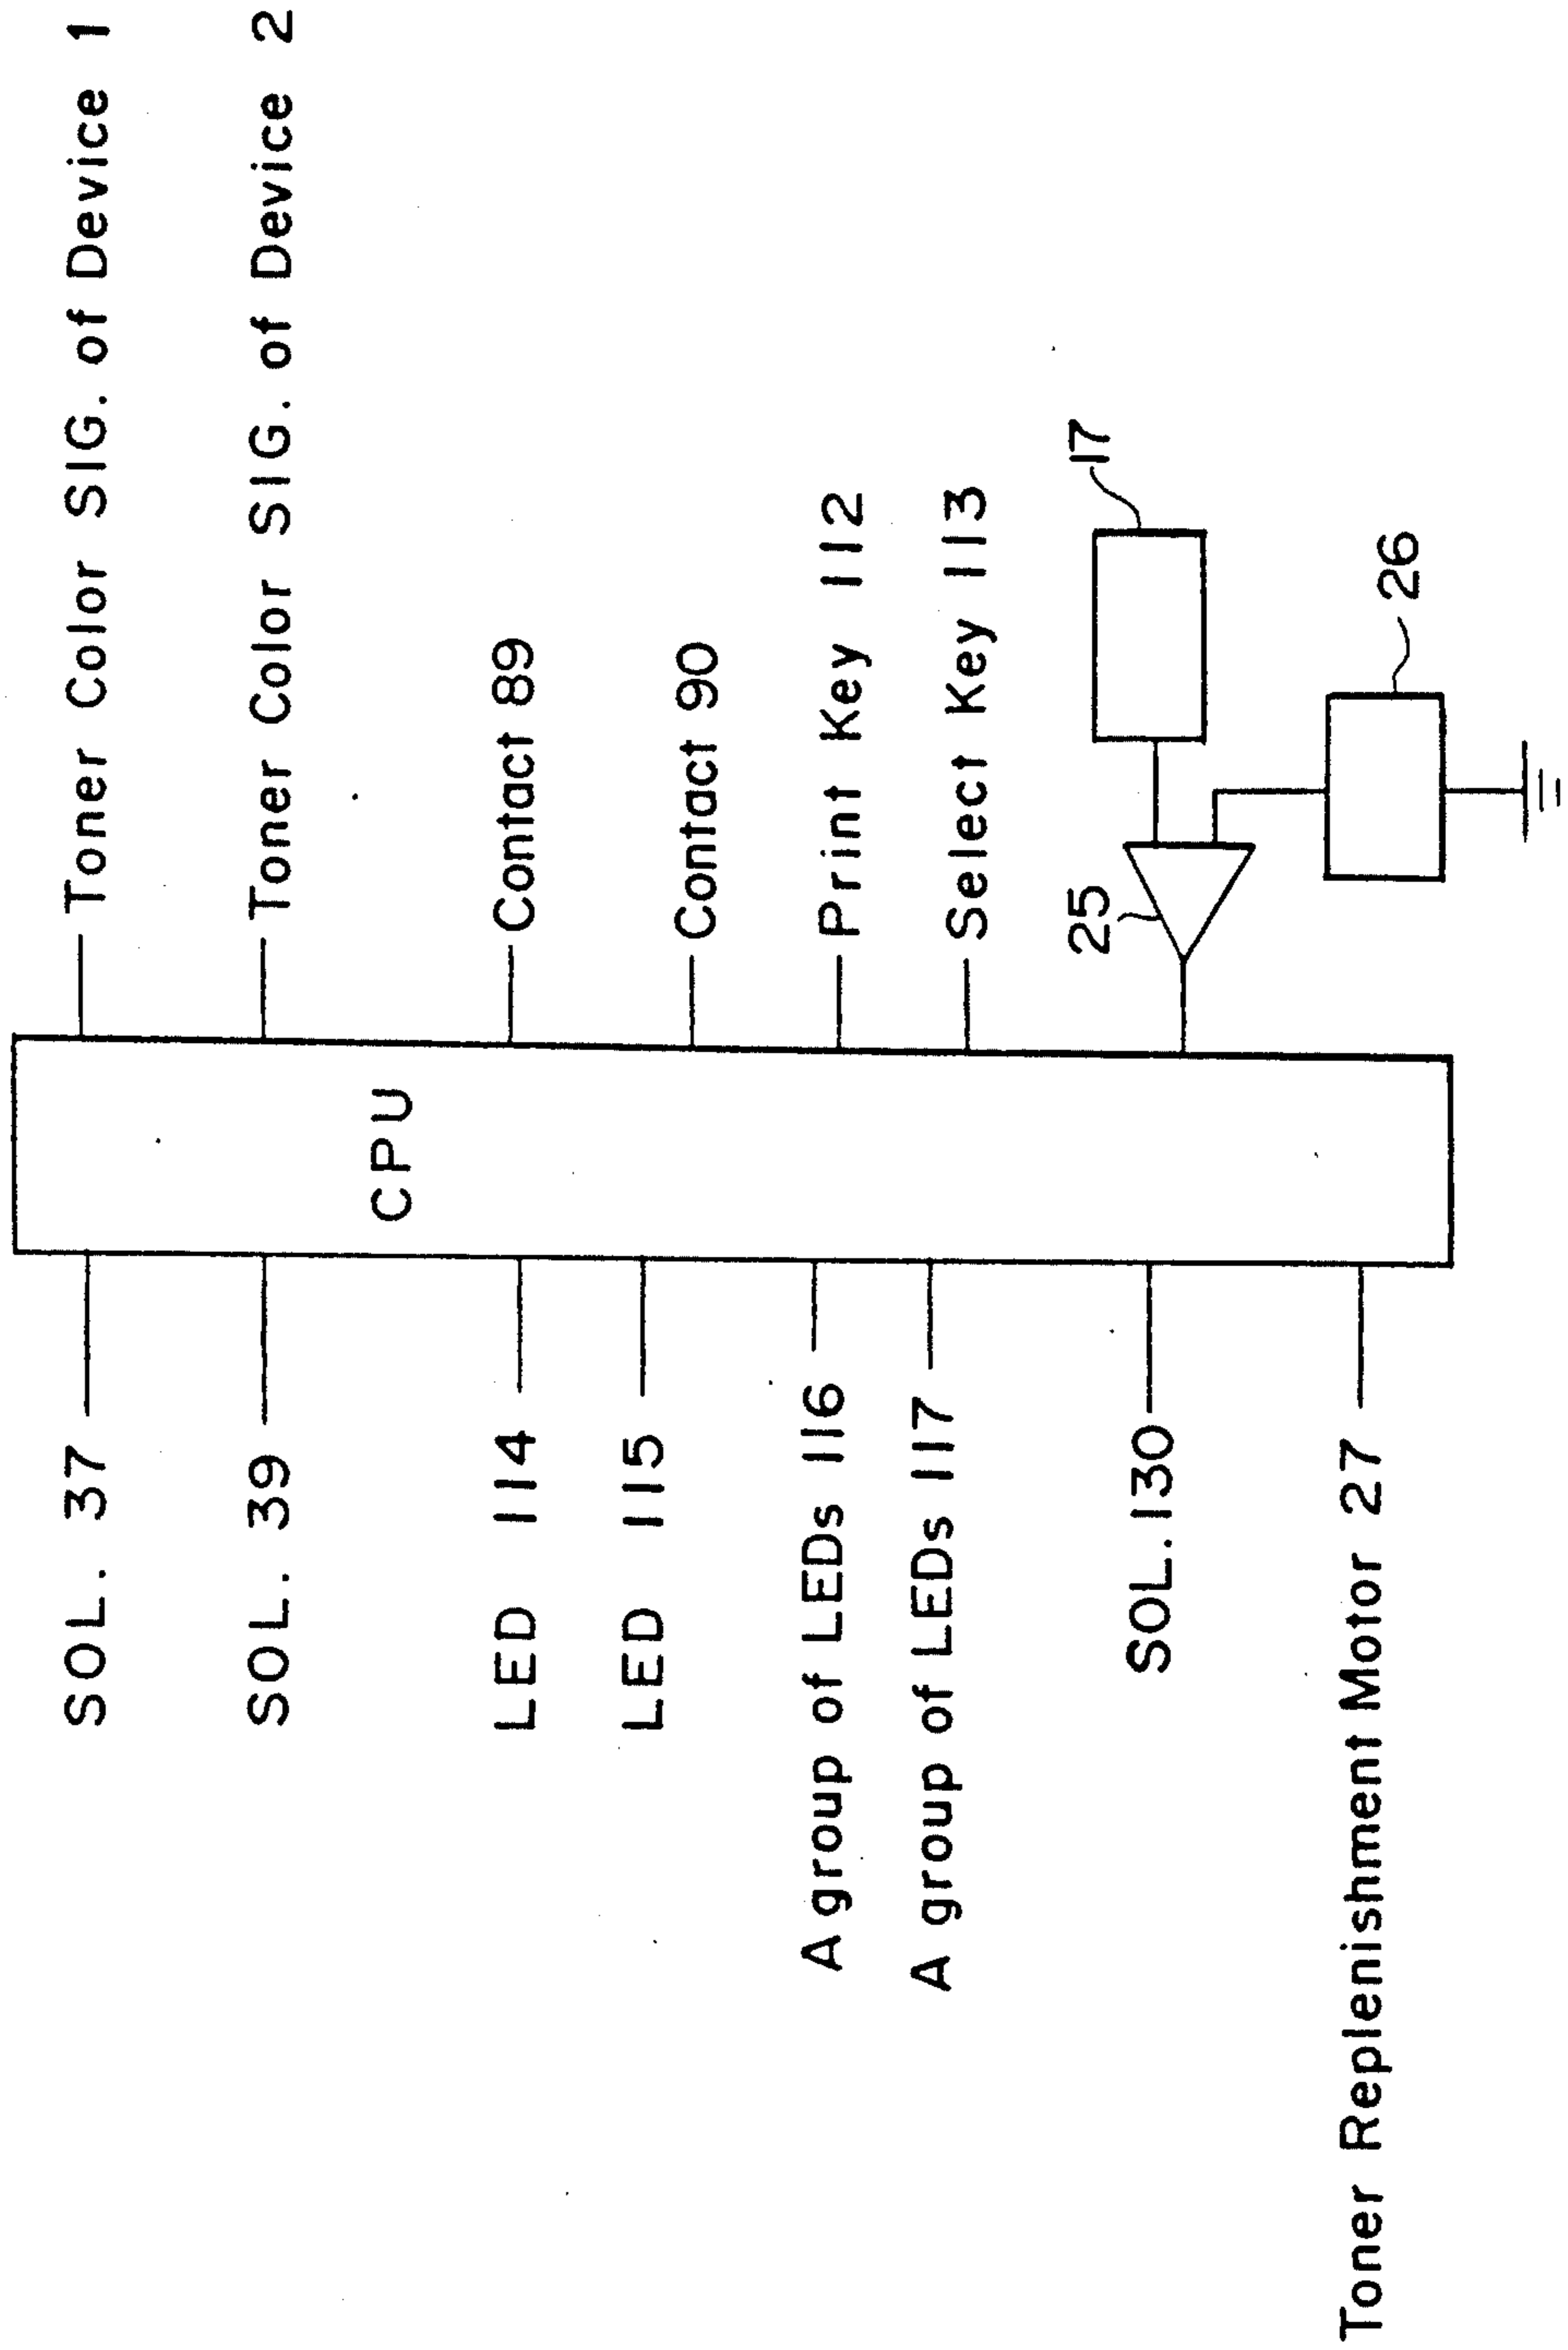 SOL. 37
SOL. 39
LED 114
LED 115
A group of LEDs 116
A group of LEDs 117
SOL. 130
Toner Replenishment Motor 27
CPU
Toner Color SIG. of Device 1
Toner Color SIG. of Device 2
Contact 89
Contact 90
Print Key 112
Select Key 113
25
17
26